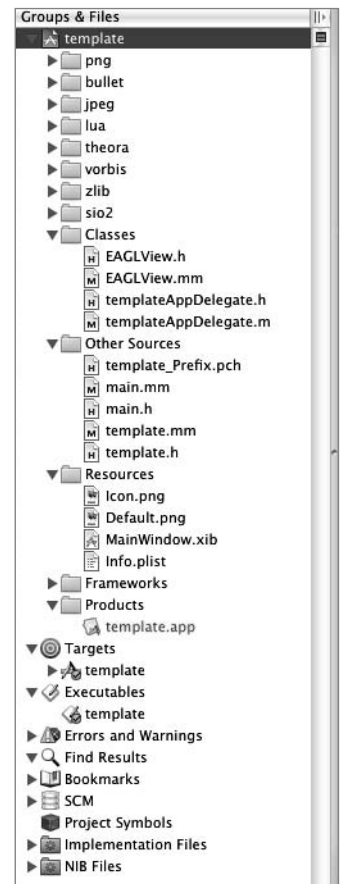 Groups & Files
template
png
bullet
jpeg
lua
theora
vorbis
zlib
sio2
Classes
EAGLView.h
EAGLView.mm
templateAppDelegate.h
templateAppDelegate.m
Other Sources
template_Prefix.pch
main.mm
main.h
template.mm
template.h
Resources
Icon.png
Default.png
MainWindow.xib
Info.plist
Frameworks
Products
template.app
Targets
template
Executables
template
Errors and Warnings
Find Results
Bookmarks
SCM
Project Symbols
Implementation Files
NIB Files